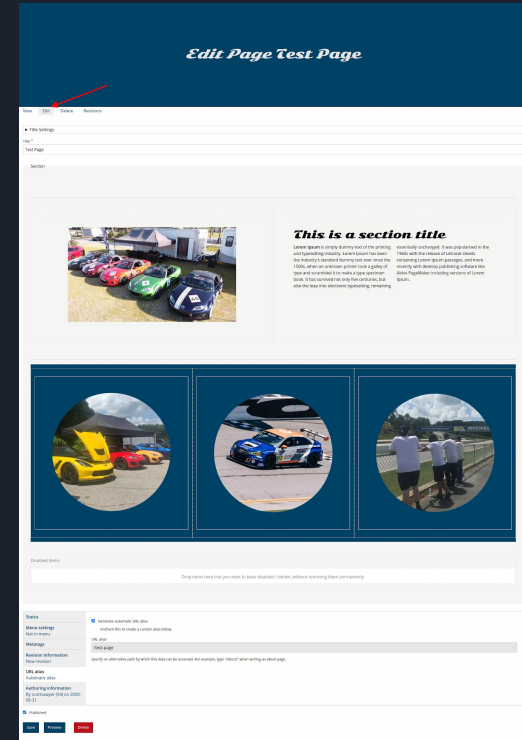 Edit Page Test Page
View Edit Delete Revisions
Title Settings
Title *
Test Page
Section
This is a section title
Lorem Ipsum is simply dummy text of the printing
and typesetting industry. Lorem Ipsum has been
the industry's standard dummy text ever since the
1500s, when an unknown printer took a galley of
type and scrambled it to make a type specimen
book. It has survived not only five centuries, but
also the leap into electronic typesetting, remaining
essentially unchanged. It was popularised in the
1960s with the release of Letraset sheets
containing Lorem Ipsum passages, and more
recently with desktop publishing software like
Aldus PageMaker including versions of Lorem
Ipsum.
Disabled Items
Drop items here that you want to keep disabled / hidden, without removing them permanently.
Status
Menu settings
Not in menu
Metatags
Revision information
New revision
URL alias
Automatic alias
Authoring information
By scottsawyer (54) on 2020-
Generate automatic URL alias
Uncheck this to create a custom alias below.
URL alias
/test-page
Specify an alternative path by which this data can be accessed. For example, type "/about" when writing an about page.
Published
Save Preview Delete